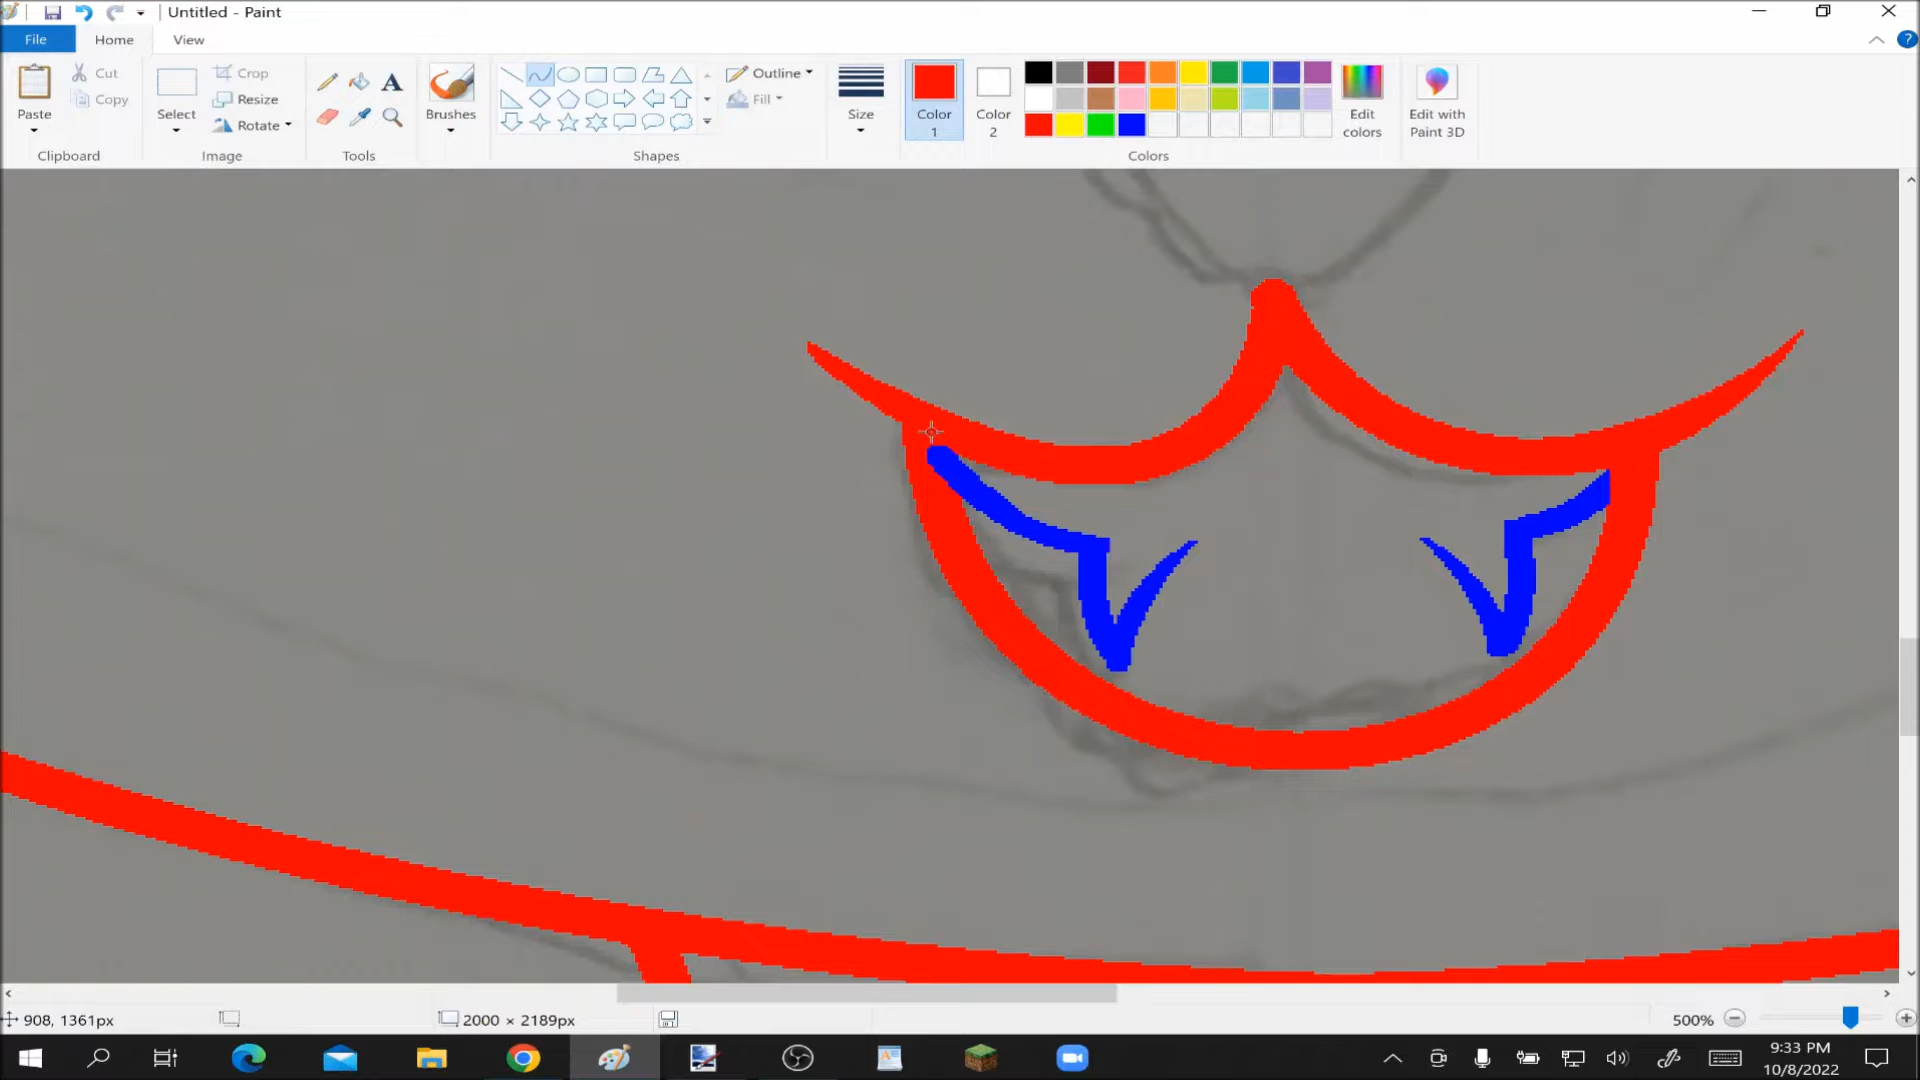 Untitled - Paint
File Home View
Paste
Cut
Copy
Clipboard
Select
Crop
Resize
Rotate
Image
Tools
Brushes
Shapes
Outline
Fill
Size
Color 1
Color 2
Edit colors
Edit with Paint 3D
Colors
908, 1361px
2000 × 2189px
500%
9:33 PM
10/8/2022